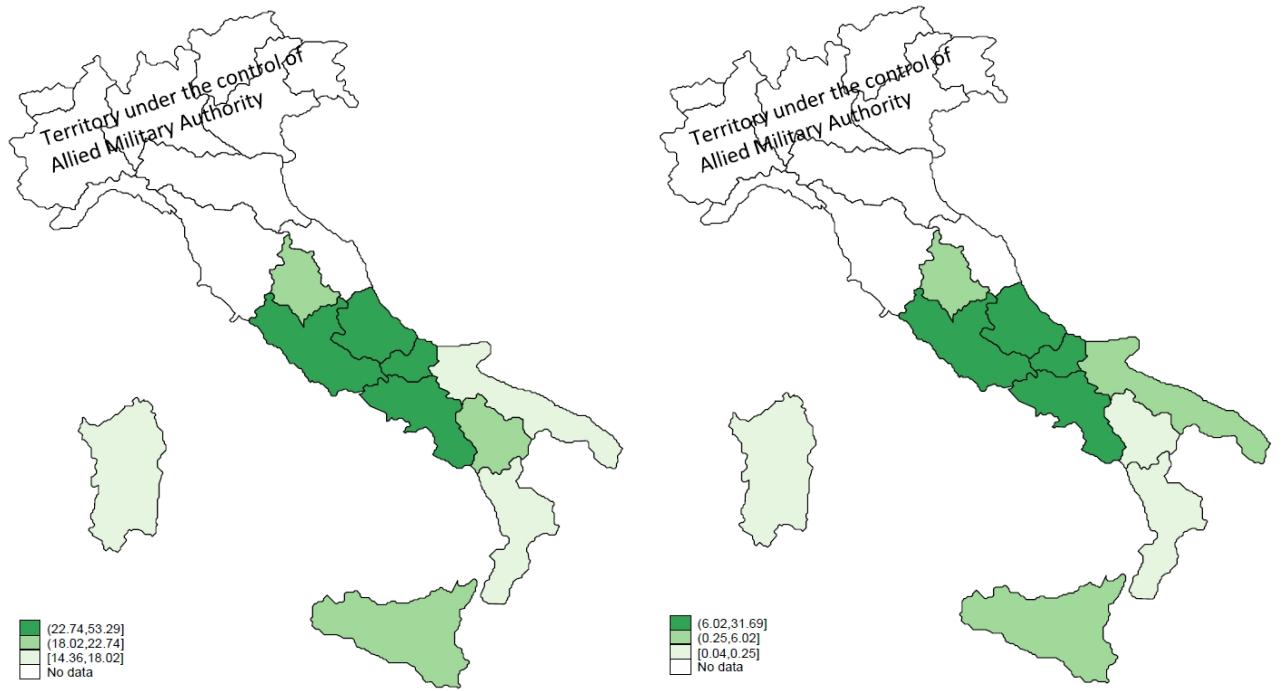 Territory under the control of
Allied Military Authority
(22.74,53.29]
(18.02,22.74]
[14.36,18.02]
No data
Territory under the control of
Allied Military Authority
(6.02,31.69]
(0.25,6.02]
[0.04,0.25]
No data